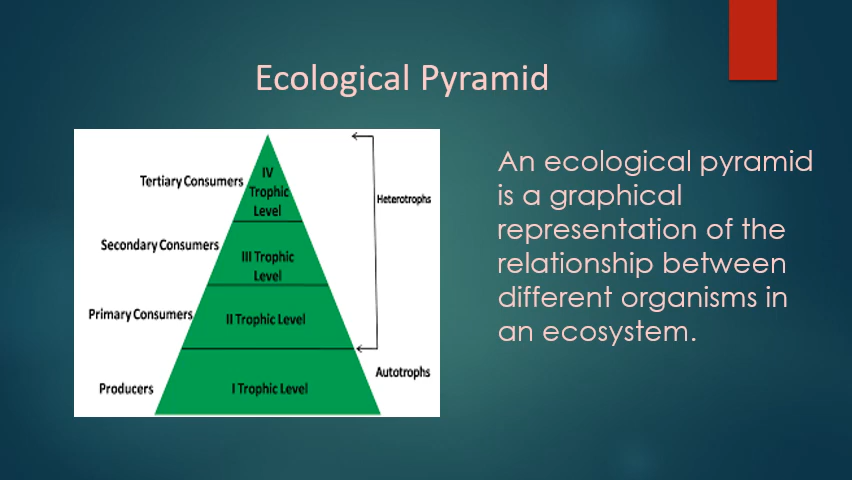 Ecological Pyramid
Tertiary Consumers
IV
Trophic
Level
Heterotrophs
Secondary Consumers
III Trophic
Level
Primary Consumers
II Trophic Level
Autotrophs
Producers
I Trophic Level
An ecological pyramid
is a graphical
representation of the
relationship between
different organisms in
an ecosystem.